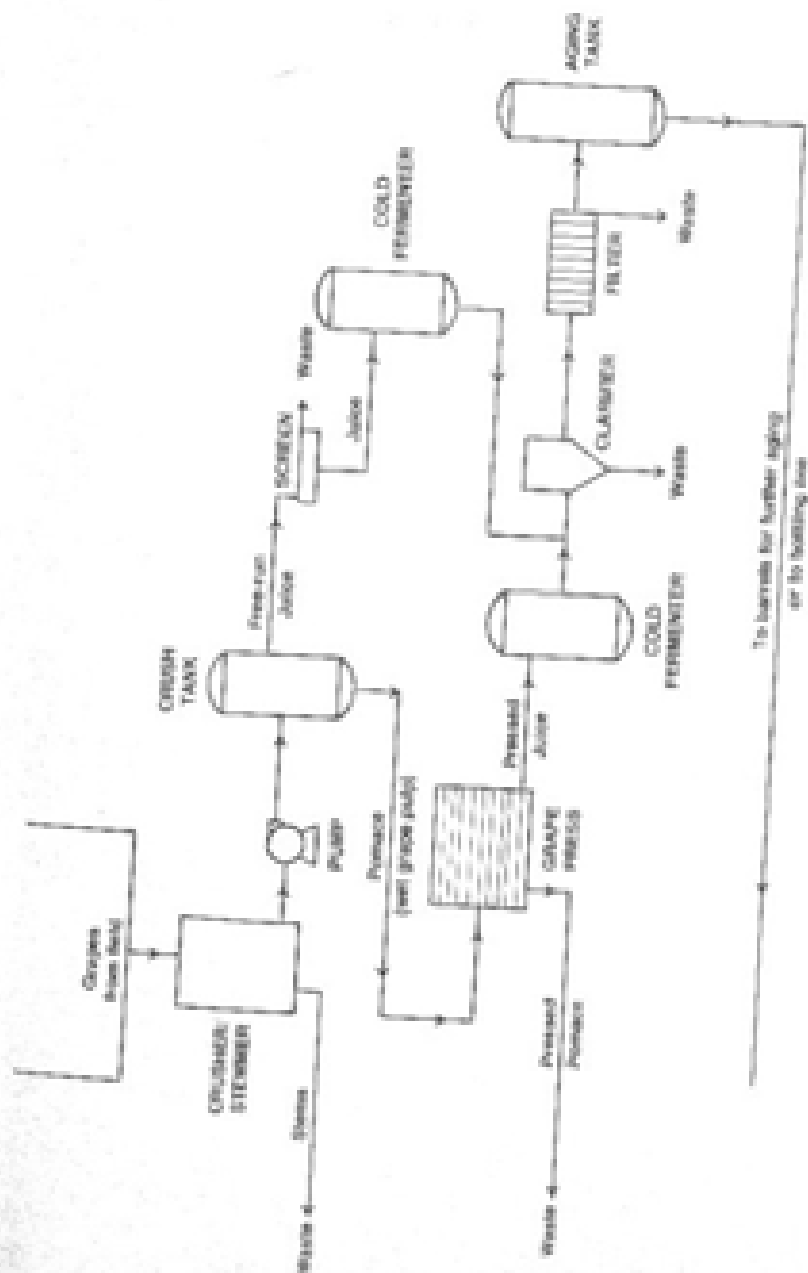 Grapes
from field
CRUSHER/
STEMMER
Stems
Waste
PUMP
CRUSH
TANK
Free-run
Juice
SCREEN
Waste
Juice
COLD
FERMENTER
Pomace
(wet grape pulp)
GRAPE
PRESS
Pressed
Pomace
Waste
Pressed
Juice
COLD
FERMENTER
CLARIFIER
Waste
FILTER
Waste
AGING
TANK
To barrels for further aging
or to bottling line